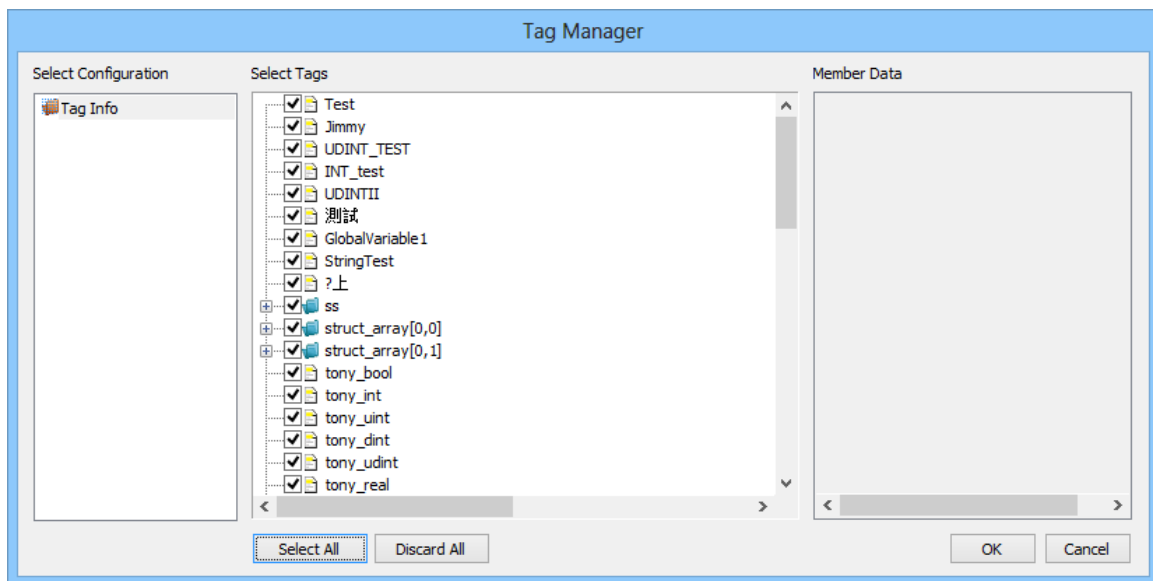 Tag Manager
Select Configuration
Select Tags
Member Data
Tag Info
Test
Jimmy
UDINT_TEST
INT_test
UDINTII
測試
GlobalVariable1
StringTest
?上
ss
struct_array[0,0]
struct_array[0,1]
tony_bool
tony_int
tony_uint
tony_dint
tony_udint
tony_real
Select All
Discard All
OK
Cancel